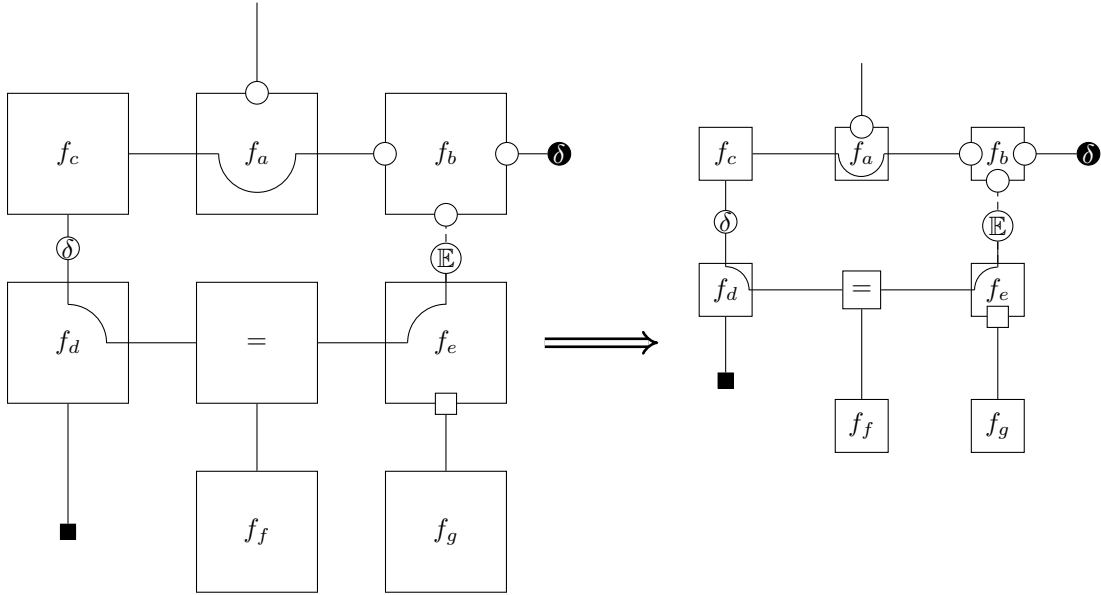 f_c f_a f_b δ f_c f_a f_b δ
δ 𝔼 δ 𝔼
f_d = f_e f_d = f_e
f_f f_g f_f f_g